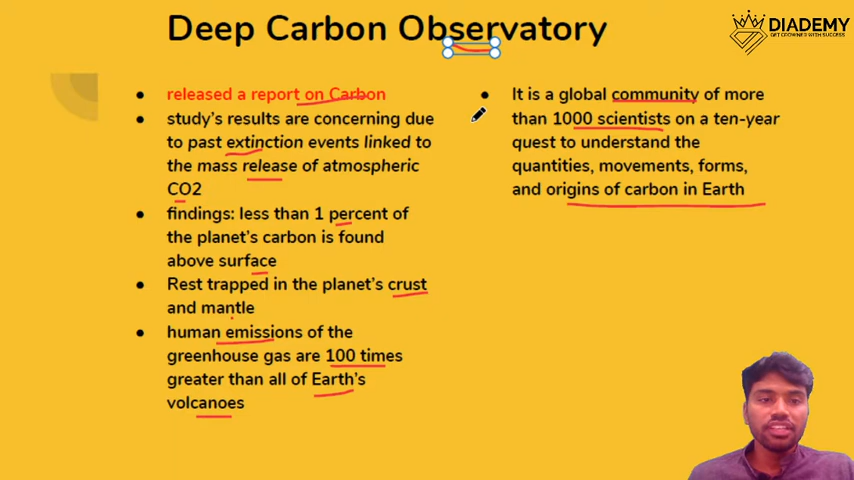 Deep Carbon Observatory
DIADEMY
GET CROWNED WITH SUCCESS
released a report on Carbon
study's results are concerning due
to past extinction events linked to
the mass release of atmospheric
CO2
findings: less than 1 percent of
the planet's carbon is found
above surface
Rest trapped in the planet's crust
and mantle
human emissions of the
greenhouse gas are 100 times
greater than all of Earth's
volcanoes
It is a global community of more
than 1000 scientists on a ten-year
quest to understand the
quantities, movements, forms,
and origins of carbon in Earth